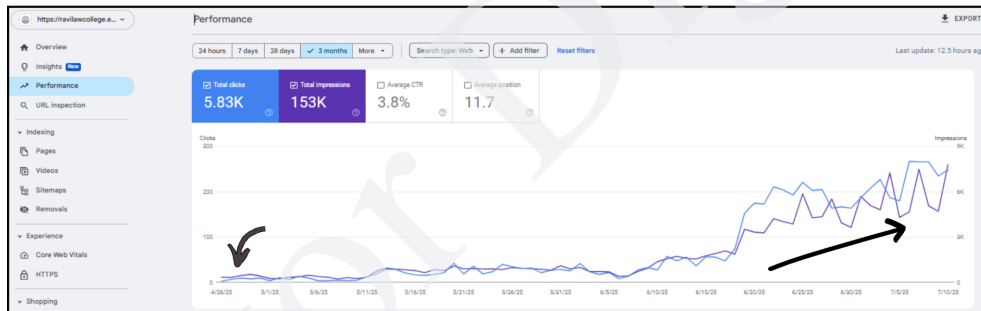 https://ravilawcollege.e...
Performance
EXPORT
Overview
24 hours
7 days
28 days
3 months
More
Search type: Web
Add filter
Reset filters
Last update: 12.5 hours ag
Insights
New
Performance
URL inspection
Total clicks
5.83K
Total impressions
153K
Average CTR
3.8%
Average position
11.7
Indexing
Pages
Videos
Sitemaps
Removals
Experience
Core Web Vitals
HTTPS
Shopping
Clicks
Impressions
300
9K
200
6K
100
3K
0
0
4/26/25
5/1/25
5/6/25
5/11/25
5/16/25
5/21/25
5/26/25
5/31/25
6/5/25
6/10/25
6/15/25
6/20/25
6/25/25
6/30/25
7/5/25
7/10/25